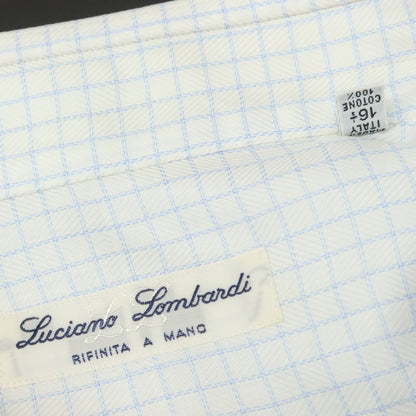 Luciano Lombardi
RIFINITA A MANO
ITALY
16½
COTONE
100%